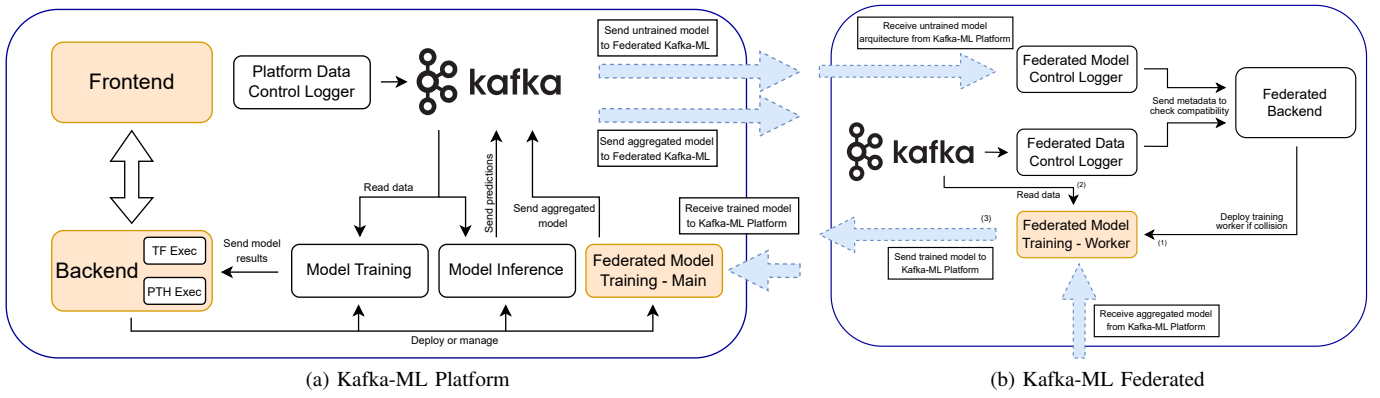 Frontend
Platform Data
Control Logger
kafka
Send untrained model
to Federated Kafka-ML
Send aggregated model
to Federated Kafka-ML
Read data
Send predictions
Send aggregated
model
Receive trained model
to Kafka-ML Platform
Backend
TF Exec
PTH Exec
Send model
results
Model Training
Model Inference
Federated Model
Training - Main
Deploy or manage
(a) Kafka-ML Platform
Receive untrained model
arquitecture from Kafka-ML Platform
Federated Model
Control Logger
Send metadata to
check compatibility
Federated
Backend
kafka
Federated Data
Control Logger
(2)
Read data
(3)
Federated Model
Training - Worker
(1)
Deploy training
worker if collision
Send trained model to
Kafka-ML Platform
Receive aggregated model
from Kafka-ML Platform
(b) Kafka-ML Federated